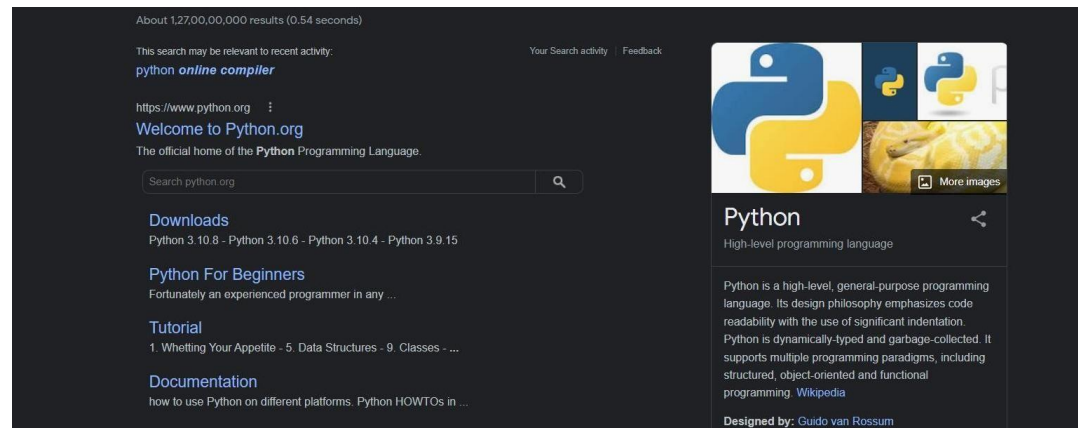 About 1,27,00,00,000 results (0.54 seconds)
This search may be relevant to recent activity:
Your Search activity | Feedback
python online compiler
https://www.python.org
Welcome to Python.org
The official home of the Python Programming Language.
Search python.org
Downloads
Python 3.10.8 - Python 3.10.6 - Python 3.10.4 - Python 3.9.15
Python For Beginners
Fortunately an experienced programmer in any ...
Tutorial
1. Whetting Your Appetite - 5. Data Structures - 9. Classes - ...
Documentation
how to use Python on different platforms. Python HOWTOs in ...
More images
Python
High-level programming language
Python is a high-level, general-purpose programming
language. Its design philosophy emphasizes code
readability with the use of significant indentation.
Python is dynamically-typed and garbage-collected. It
supports multiple programming paradigms, including
structured, object-oriented and functional
programming. Wikipedia
Designed by: Guido van Rossum